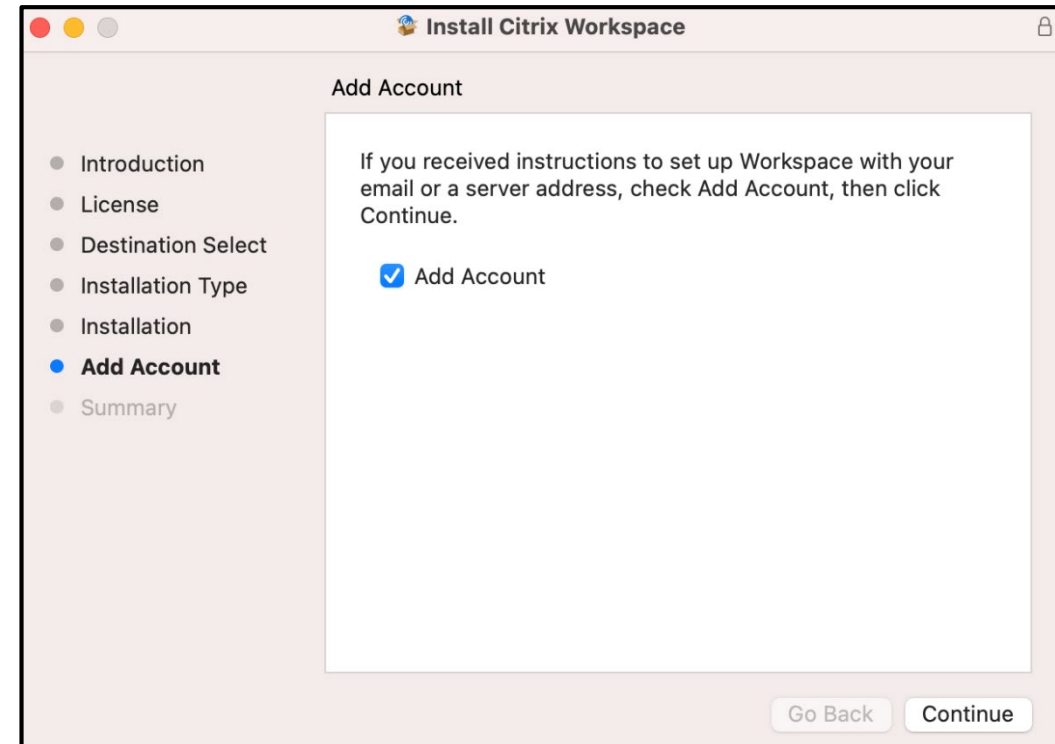 Install Citrix Workspace
Add Account
Introduction
License
Destination Select
Installation Type
Installation
Add Account
Summary
If you received instructions to set up Workspace with your
email or a server address, check Add Account, then click
Continue.
Add Account
Go Back
Continue